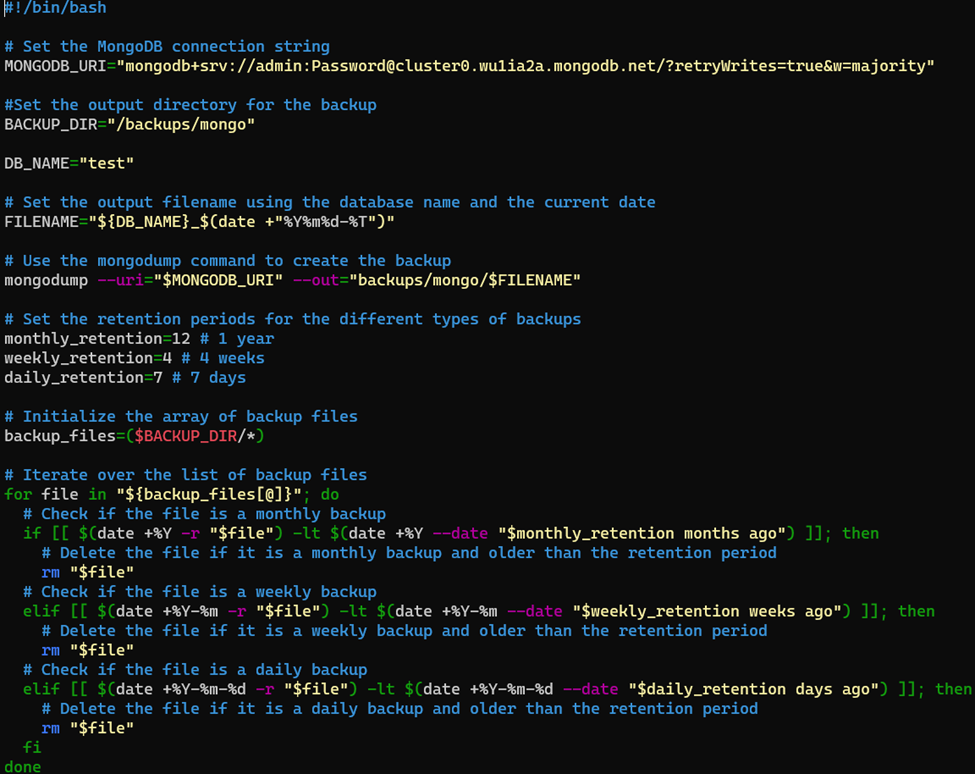 #!/bin/bash

# Set the MongoDB connection string
MONGODB_URI="mongodb+srv://admin:Password@cluster0.wu1ia2a.mongodb.net/?retryWrites=true&w=majority"

#Set the output directory for the backup
BACKUP_DIR="/backups/mongo"

DB_NAME="test"

# Set the output filename using the database name and the current date
FILENAME="${DB_NAME}_$(date +"%Y%m%d-%T")"

# Use the mongodump command to create the backup
mongodump --uri="$MONGODB_URI" --out="backups/mongo/$FILENAME"

# Set the retention periods for the different types of backups
monthly_retention=12 # 1 year
weekly_retention=4 # 4 weeks
daily_retention=7 # 7 days

# Initialize the array of backup files
backup_files=($BACKUP_DIR/*)

# Iterate over the list of backup files
for file in "${backup_files[@]}"; do
  # Check if the file is a monthly backup
  if [[ $(date +%Y -r "$file") -lt $(date +%Y --date "$monthly_retention months ago") ]]; then
    # Delete the file if it is a monthly backup and older than the retention period
    rm "$file"
  # Check if the file is a weekly backup
  elif [[ $(date +%Y-%m -r "$file") -lt $(date +%Y-%m --date "$weekly_retention weeks ago") ]]; then
    # Delete the file if it is a weekly backup and older than the retention period
    rm "$file"
  # Check if the file is a daily backup
  elif [[ $(date +%Y-%m-%d -r "$file") -lt $(date +%Y-%m-%d --date "$daily_retention days ago") ]]; then
    # Delete the file if it is a daily backup and older than the retention period
    rm "$file"
  fi
done